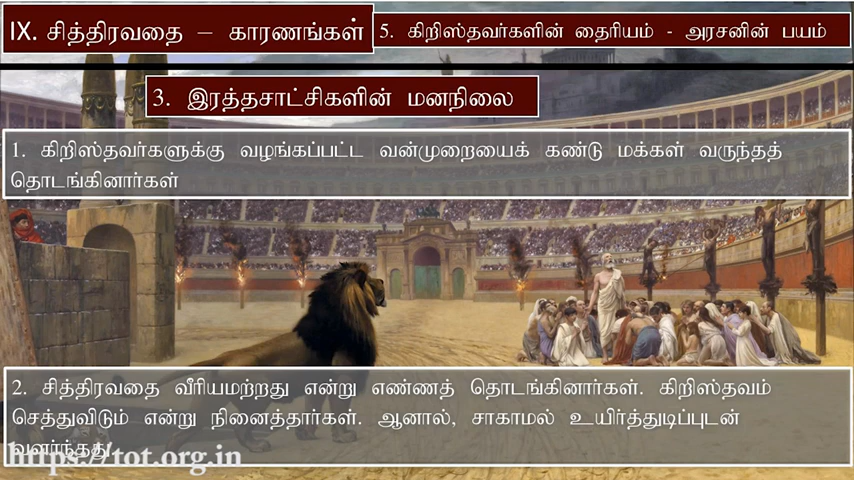 IX. சித்திரவதை – காரணங்கள்
5. கிறிஸ்தவர்களின் தைரியம் - அரசனின் பயம்
3. இரத்தசாட்சிகளின் மனநிலை
1. கிறிஸ்தவர்களுக்கு வழங்கப்பட்ட வன்முறையைக் கண்டு மக்கள் வருந்தத்
தொடங்கினார்கள்
2. சித்திரவதை வீரியமற்றது என்று எண்ணத் தொடங்கினார்கள். கிறிஸ்தவம்
செத்துவிடும் என்று நினைத்தார்கள். ஆனால், சாகாமல் உயிர்த்துடிப்புடன்
வளர்ந்தது.
https://tot.org.in